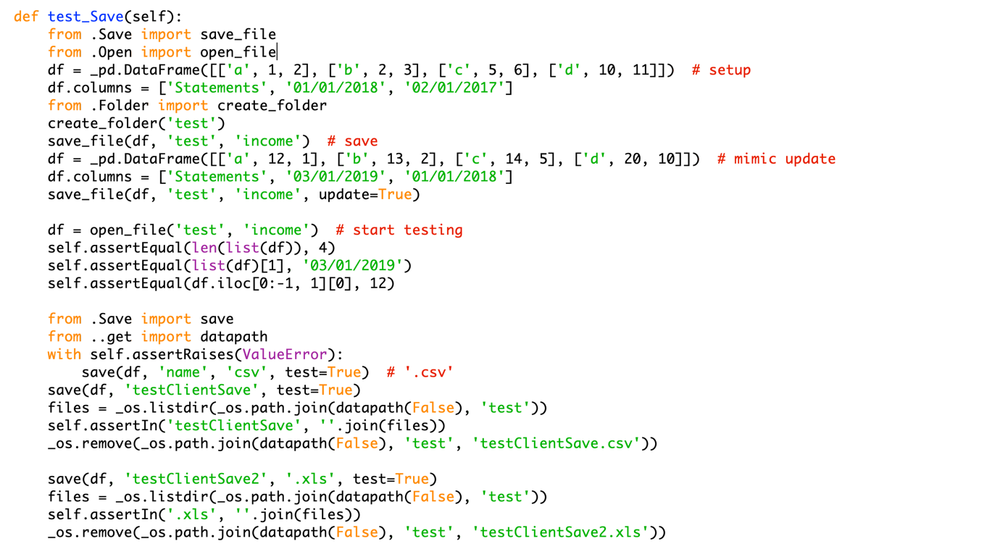 def test_Save(self):
    from .Save import save_file
    from .Open import open_file
    df = _pd.DataFrame([['a', 1, 2], ['b', 2, 3], ['c', 5, 6], ['d', 10, 11]])  # setup
    df.columns = ['Statements', '01/01/2018', '02/01/2017']
    from .Folder import create_folder
    create_folder('test')
    save_file(df, 'test', 'income')  # save
    df = _pd.DataFrame([['a', 12, 1], ['b', 13, 2], ['c', 14, 5], ['d', 20, 10]])  # mimic update
    df.columns = ['Statements', '03/01/2019', '01/01/2018']
    save_file(df, 'test', 'income', update=True)

    df = open_file('test', 'income')  # start testing
    self.assertEqual(len(list(df)), 4)
    self.assertEqual(list(df)[1], '03/01/2019')
    self.assertEqual(df.iloc[0:-1, 1][0], 12)

    from .Save import save
    from ..get import datapath
    with self.assertRaises(ValueError):
        save(df, 'name', 'csv', test=True)  # '.csv'
    save(df, 'testClientSave', test=True)
    files = _os.listdir(_os.path.join(datapath(False), 'test'))
    self.assertIn('testClientSave', ''.join(files))
    _os.remove(_os.path.join(datapath(False), 'test', 'testClientSave.csv'))

    save(df, 'testClientSave2', '.xls', test=True)
    files = _os.listdir(_os.path.join(datapath(False), 'test'))
    self.assertIn('.xls', ''.join(files))
    _os.remove(_os.path.join(datapath(False), 'test', 'testClientSave2.xls'))